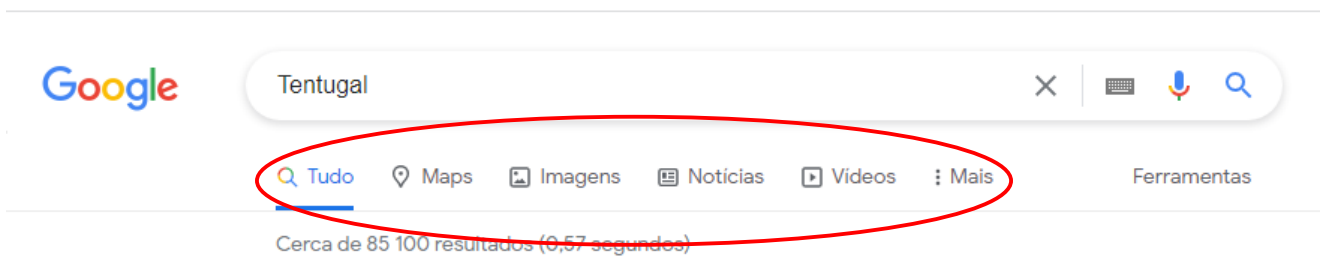 Google
Tentugal
Tudo Maps Imagens Notícias Vídeos Mais Ferramentas
Cerca de 85 100 resultados (0,57 segundos)